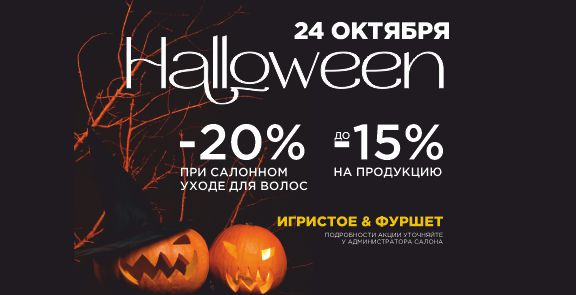 24 ОКТЯБРЯ
Halloween
-20%
ПРИ САЛОННОМ
УХОДЕ ДЛЯ ВОЛОС
ДО
-15%
НА ПРОДУКЦИЮ
ИГРИСТОЕ & ФУРШЕТ
ПОДРОБНОСТИ АКЦИИ УТОЧНЯЙТЕ
У АДМИНИСТРАТОРА САЛОНА